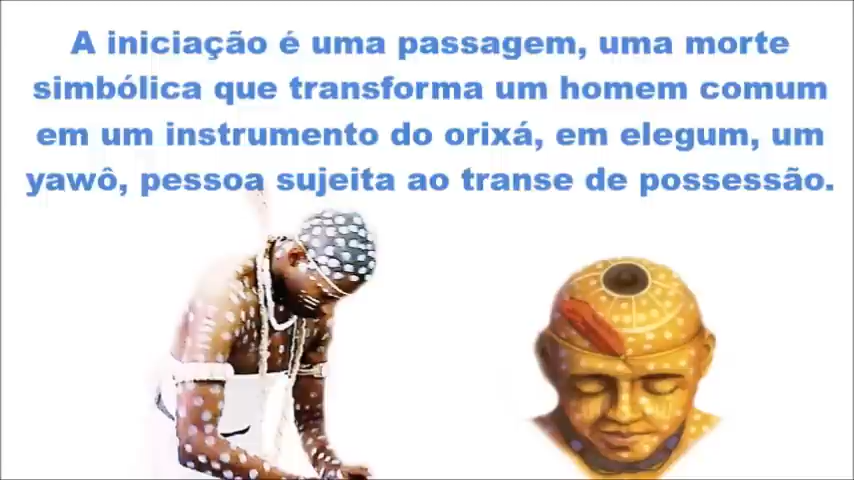 A iniciação é uma passagem, uma morte
simbólica que transforma um homem comum
em um instrumento do orixá, em elegum, um
yawô, pessoa sujeita ao transe de possessão.